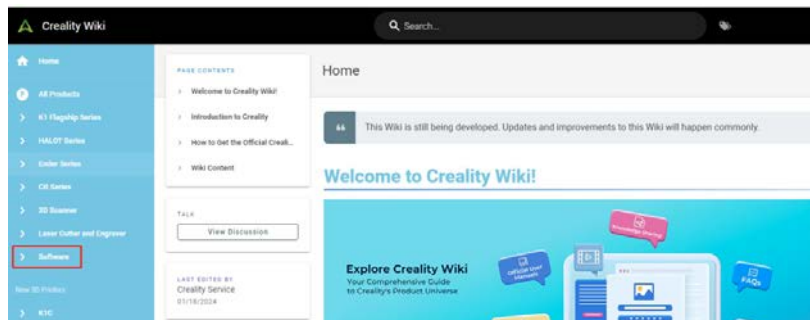 Creality Wiki
Search...
Home
All Products
K1 Flagship Series
HALOT Series
Ender Series
CR Series
3D Scanner
Laser Cutter and Engraver
Software
New 3D Printer
K1C
PAGE CONTENTS
Welcome to Creality Wiki!
Introduction to Creality
How to Get the Official Creali...
Wiki Content
TALK
View Discussion
LAST EDITED BY
Creality Service
01/18/2024
Home
This Wiki is still being developed. Updates and improvements to this Wiki will happen commonly.
Welcome to Creality Wiki!
Explore Creality Wiki
Your Comprehensive Guide
to Creality's Product Universe
Knowledge Sharing
Official User
Manuals
FAQs